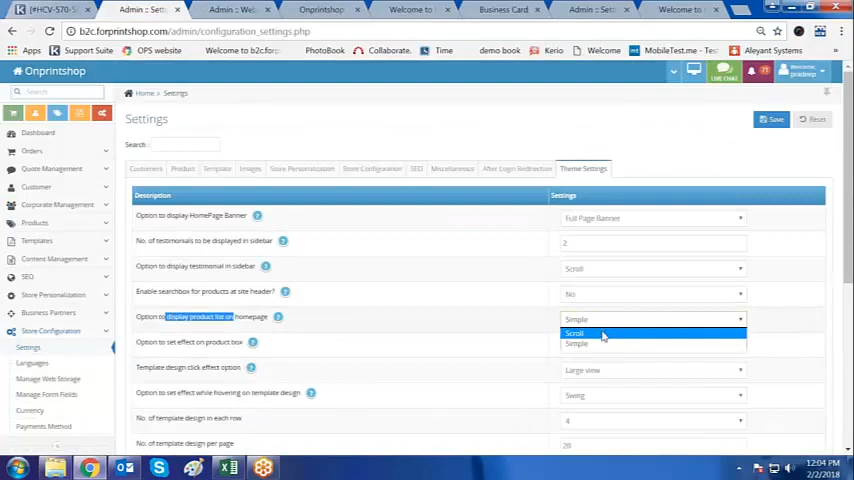 [#HCV-570-5
Admin :: Setti
Admin :: Web
Onprintshop
Welcome to l
Business Card
Admin :: Sett
Welcome to l
b2c.forprintshop.com/admin/configuration_settings.php
Apps
Support Suite
OPS website
Welcome to b2c.forp
PhotoBook
Collaborate.
Time
demo book
Kerio
Welcome
MobileTest.me - Test
Aleyant Systems
Onprintshop
LIVE CHAT
Welcome,
pradeep
Search
Home > Settings
Settings
Save
Reset
Search :
Dashboard
Orders
Quote Management
Customer
Corporate Management
Products
Templates
Content Management
SEO
Store Personalization
Business Partners
Store Configuration
Settings
Languages
Manage Web Storage
Manage Form Fields
Currency
Payments Method
Customers
Product
Template
Images
Store Personalization
Store Configuration
SEO
Miscellaneous
After Login Redirection
Theme Settings
Description
Settings
Option to display HomePage Banner ?
Full Page Banner
No. of testimonials to be displayed in sidebar ?
2
Option to display testimonial in sidebar ?
Scroll
Enable searchbox for products at site header? ?
No
Option to display product list on homepage ?
Simple
Scroll
Simple
Option to set effect on product box ?
Template design click effect option ?
Large view
Option to set effect while hovering on template design ?
Swing
No. of template design in each row
4
No. of template design per page
20
12:04 PM
2/2/2018